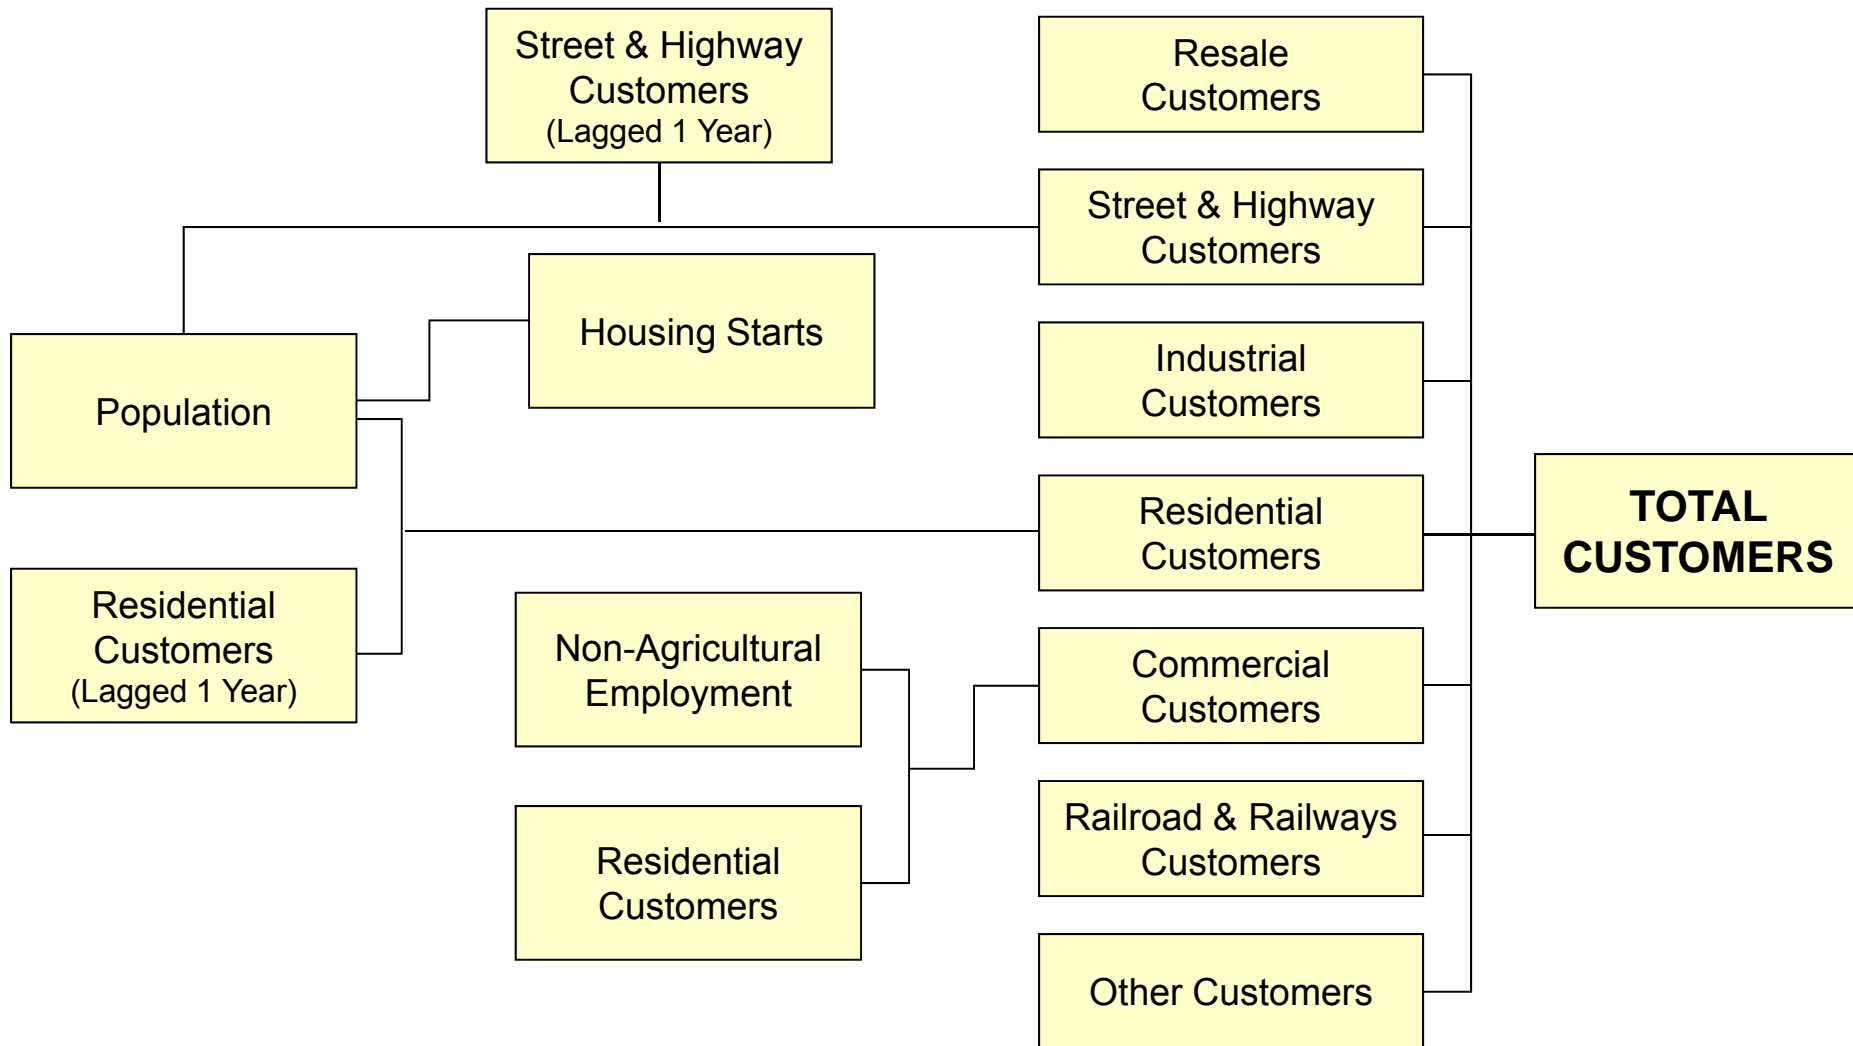 Street & Highway
Customers
(Lagged 1 Year)
Resale
Customers
Street & Highway
Customers
Housing Starts
Population
Industrial
Customers
Residential
Customers
TOTAL
CUSTOMERS
Residential
Customers
(Lagged 1 Year)
Non-Agricultural
Employment
Commercial
Customers
Residential
Customers
Railroad & Railways
Customers
Other Customers